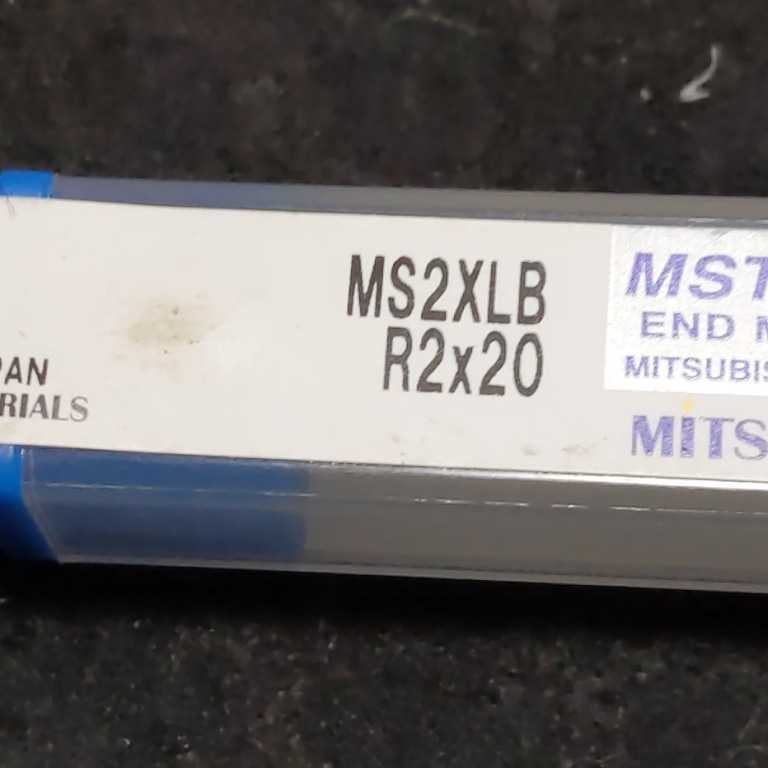 MS2XLB
R2x20
PAN
RIALS
MST
END M
MITSUBIS
MITS